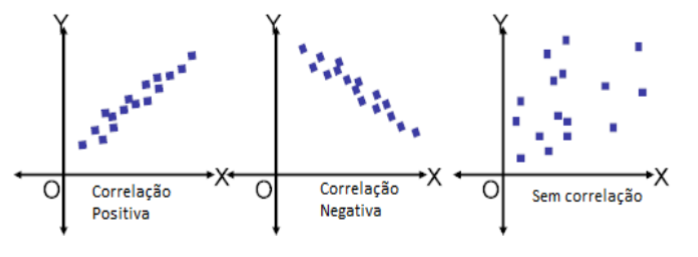 Y
Y
Y
O
X
O
X
O
X
Correlação
Positiva
Correlação
Negativa
Sem correlação